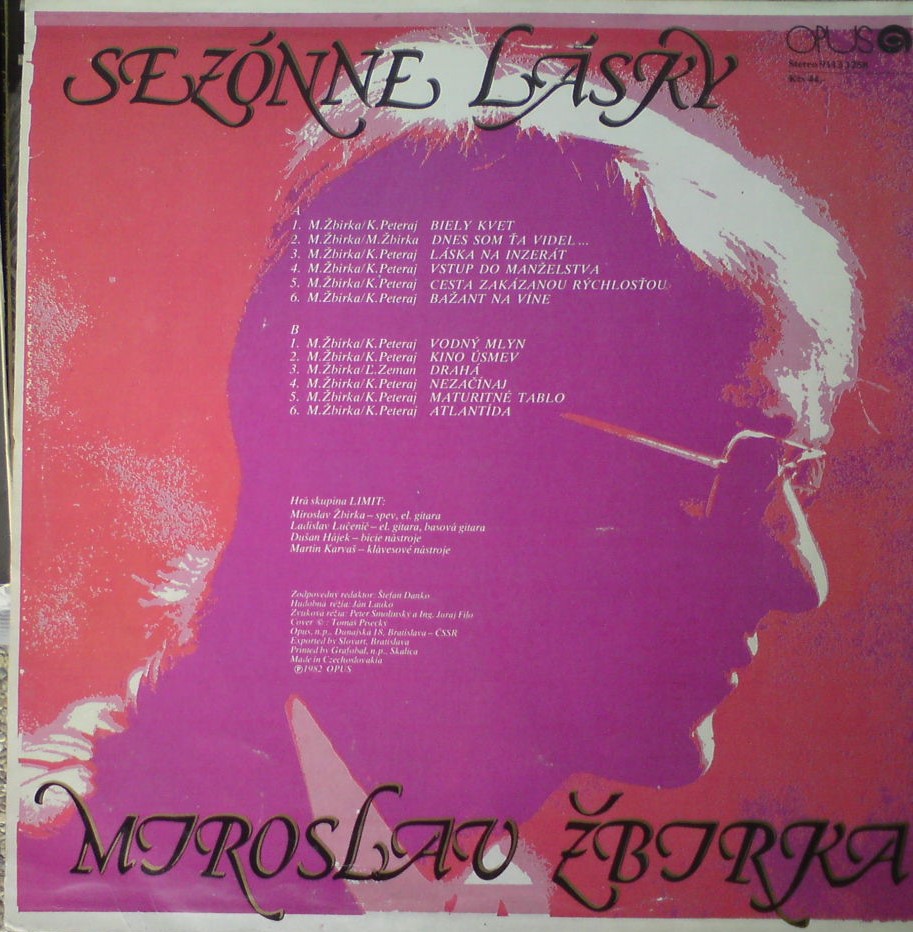 SEZÓNNE LÁSKY
OPUS
Stereo 9113 1288
Kčs 44,-
A
1. M.Žbirka/K.Peteraj BIELY KVET
2. M.Žbirka/M.Žbirka DNES SOM ŤA VIDEL...
3. M.Žbirka/K.Peteraj LÁSKA NA INZERÁT
4. M.Žbirka/K.Peteraj VSTUP DO MANŽELSTVA
5. M.Žbirka/K.Peteraj CESTA ZAKÁZANOU RÝCHLOSŤOU
6. M.Žbirka/K.Peteraj BAŽANT NA VÍNE
B
1. M.Žbirka/K.Peteraj VODNÝ MLYN
2. M.Žbirka/K.Peteraj KINO ÚSMEV
3. M.Žbirka/Ľ.Zeman DRAHÁ
4. M.Žbirka/K.Peteraj NEZAČÍNAJ
5. M.Žbirka/K.Peteraj MATURITNÉ TABLO
6. M.Žbirka/K.Peteraj ATLANTÍDA
Hrá skupina LIMIT:
Miroslav Žbirka – spev, el. gitara
Ladislav Lučenič – el. gitara, basová gitara
Dušan Hájek – bicie nástroje
Martin Karvaš – klávesové nástroje
Zodpovedný redaktor: Štefan Danko
Hudobná réžia: Ján Lauko
Zvuková réžia: Peter Smolinský a Ing. Juraj Filo
Cover © : Tomáš Písecký
Opus, n.p., Dunajská 18, Bratislava – ČSSR
Exported by Slovart, Bratislava
Printed by Grafobal, n.p., Skalica
Made in Czechoslovakia
℗1982 OPUS
MIROSLAV ŽBIRKA